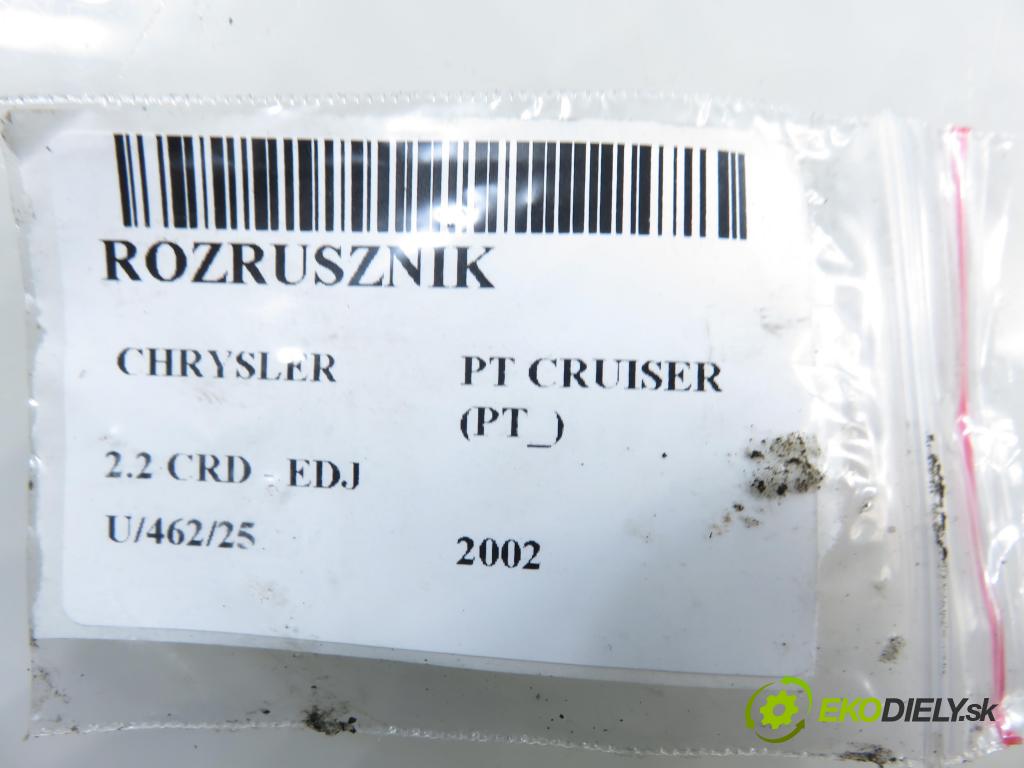 ROZRUSZNIK
CHRYSLER PT CRUISER
(PT_)
2.2 CRD - EDJ
U/462/25 2002
EKODIELY.sk